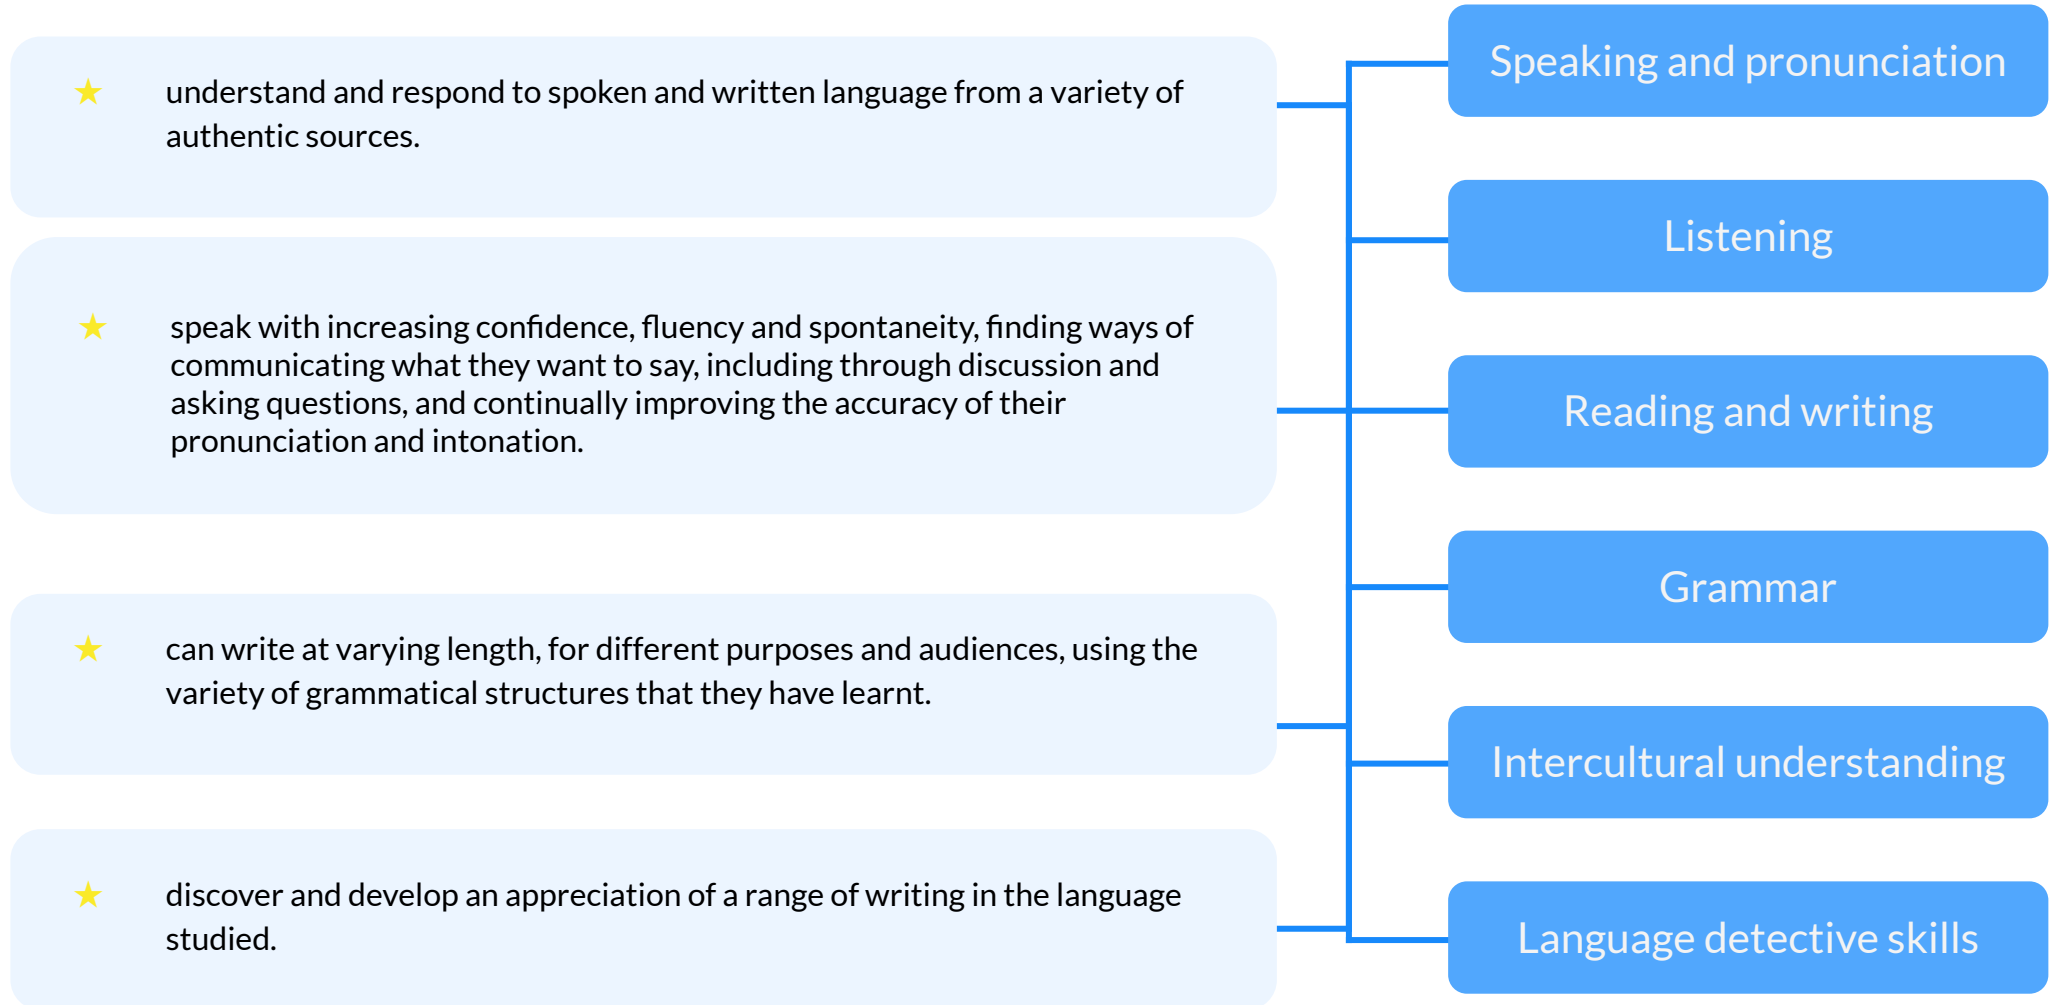 ★ understand and respond to spoken and written language from a variety of
authentic sources.
★ speak with increasing confidence, fluency and spontaneity, finding ways of
communicating what they want to say, including through discussion and
asking questions, and continually improving the accuracy of their
pronunciation and intonation.
★ can write at varying length, for different purposes and audiences, using the
variety of grammatical structures that they have learnt.
★ discover and develop an appreciation of a range of writing in the language
studied.
Speaking and pronunciation
Listening
Reading and writing
Grammar
Intercultural understanding
Language detective skills